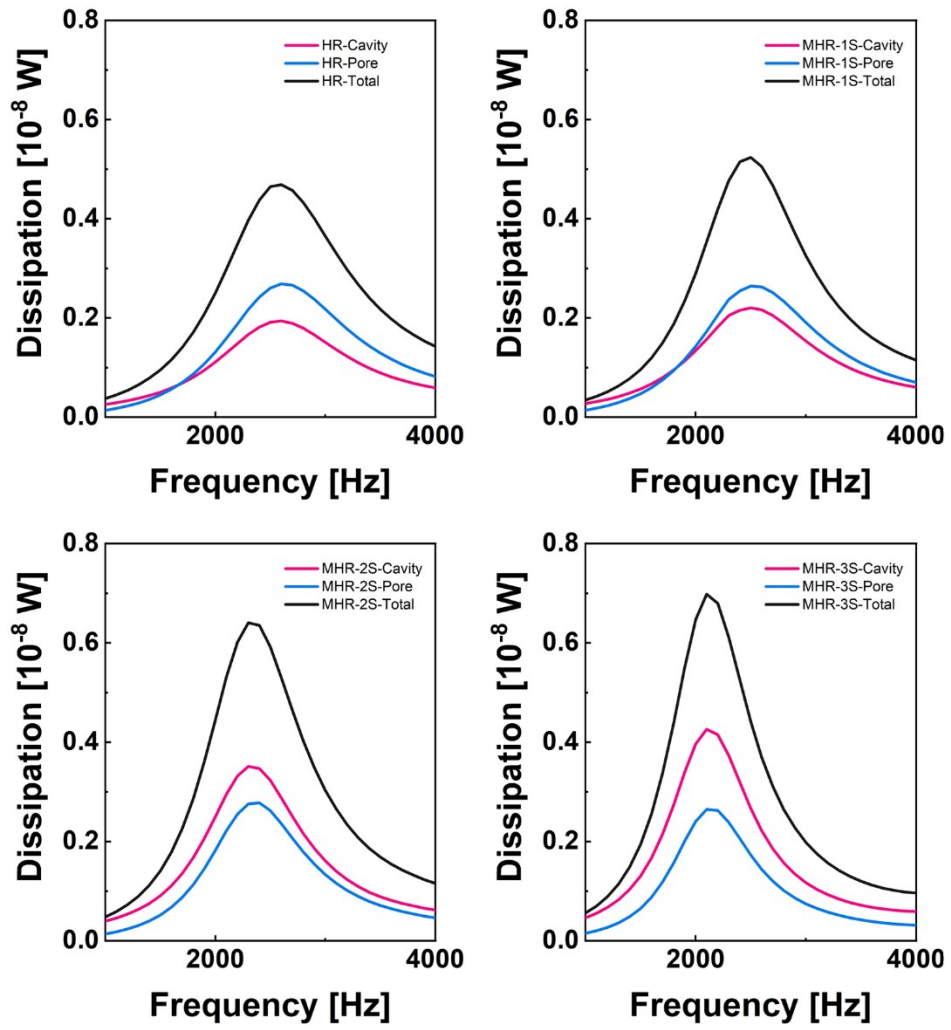 0.8
0.6
0.4
0.2
0.0
Dissipation [10-8 W]
HR-Cavity
HR-Pore
HR-Total
2000
4000
Frequency [Hz]
0.8
0.6
0.4
0.2
0.0
Dissipation [10-8 W]
MHR-1S-Cavity
MHR-1S-Pore
MHR-1S-Total
2000
4000
Frequency [Hz]
0.8
0.6
0.4
0.2
0.0
Dissipation [10-8 W]
MHR-2S-Cavity
MHR-2S-Pore
MHR-2S-Total
2000
4000
Frequency [Hz]
0.8
0.6
0.4
0.2
0.0
Dissipation [10-8 W]
MHR-3S-Cavity
MHR-3S-Pore
MHR-3S-Total
2000
4000
Frequency [Hz]